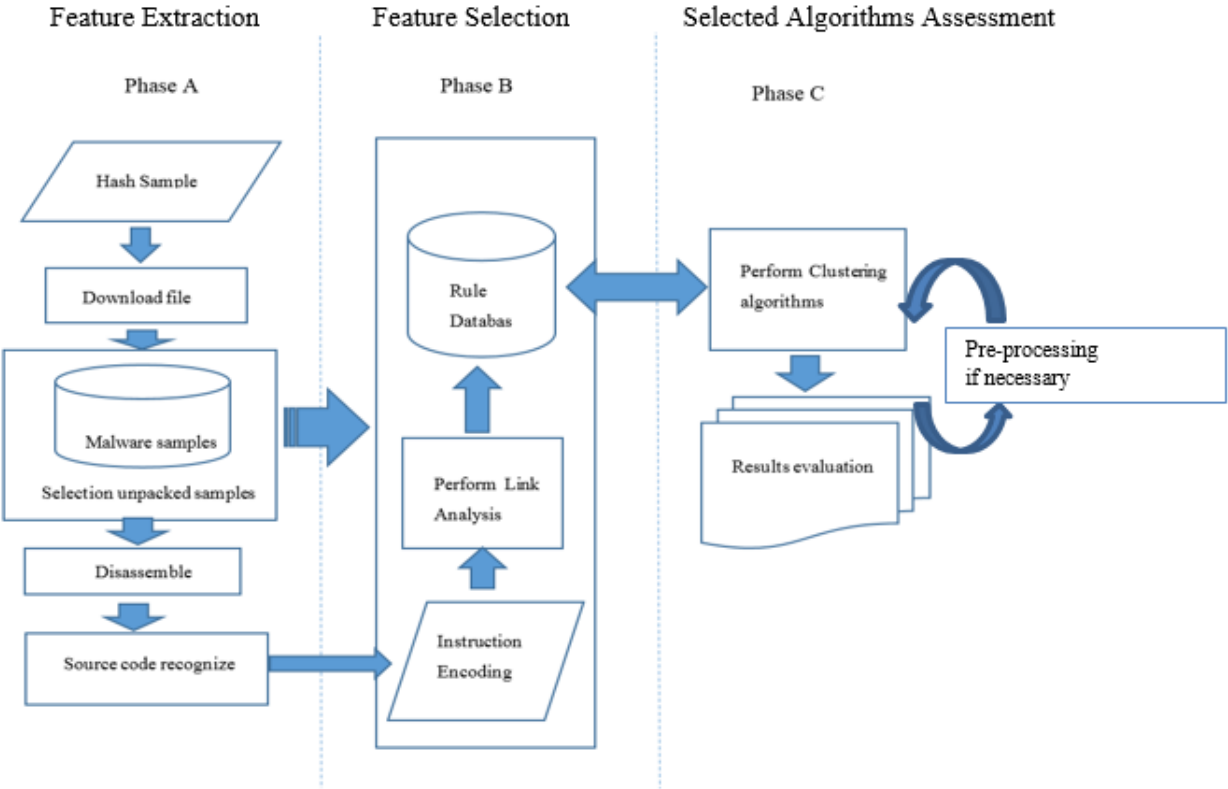 Feature Extraction
Feature Selection
Selected Algorithms Assessment
Phase A
Phase B
Phase C
Hash Sample
Download file
Malware samples
Selection unpacked samples
Disassemble
Source code recognize
Rule
Databas
Perform Link
Analysis
Instruction
Encoding
Perform Clustering
algorithms
Pre-processing
if necessary
Results evaluation